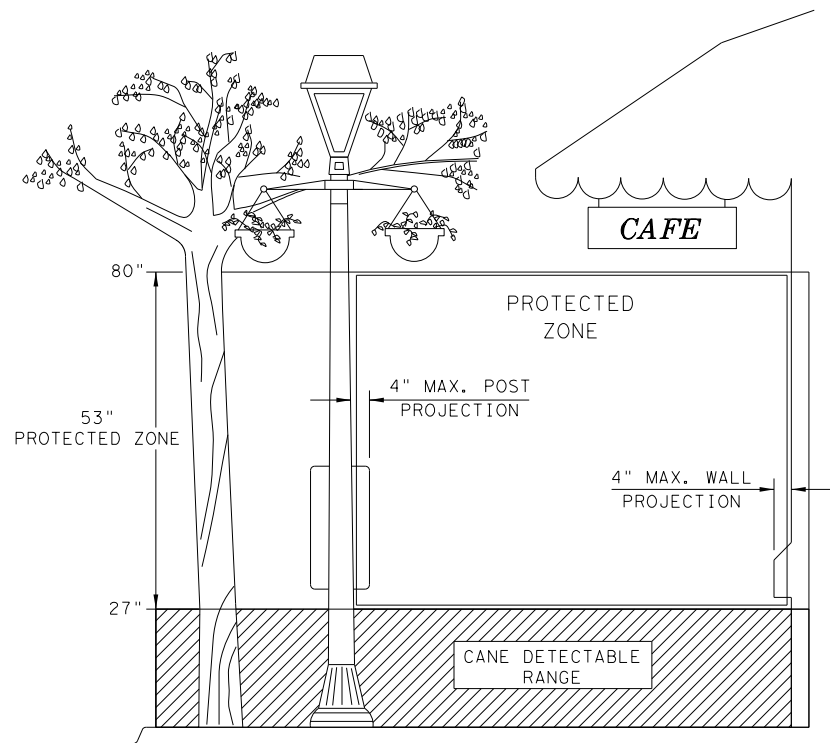 CAFE
80"
PROTECTED
ZONE
4" MAX. POST
PROJECTION
53"
PROTECTED ZONE
4" MAX. WALL
PROJECTION
27"
CANE DETECTABLE
RANGE